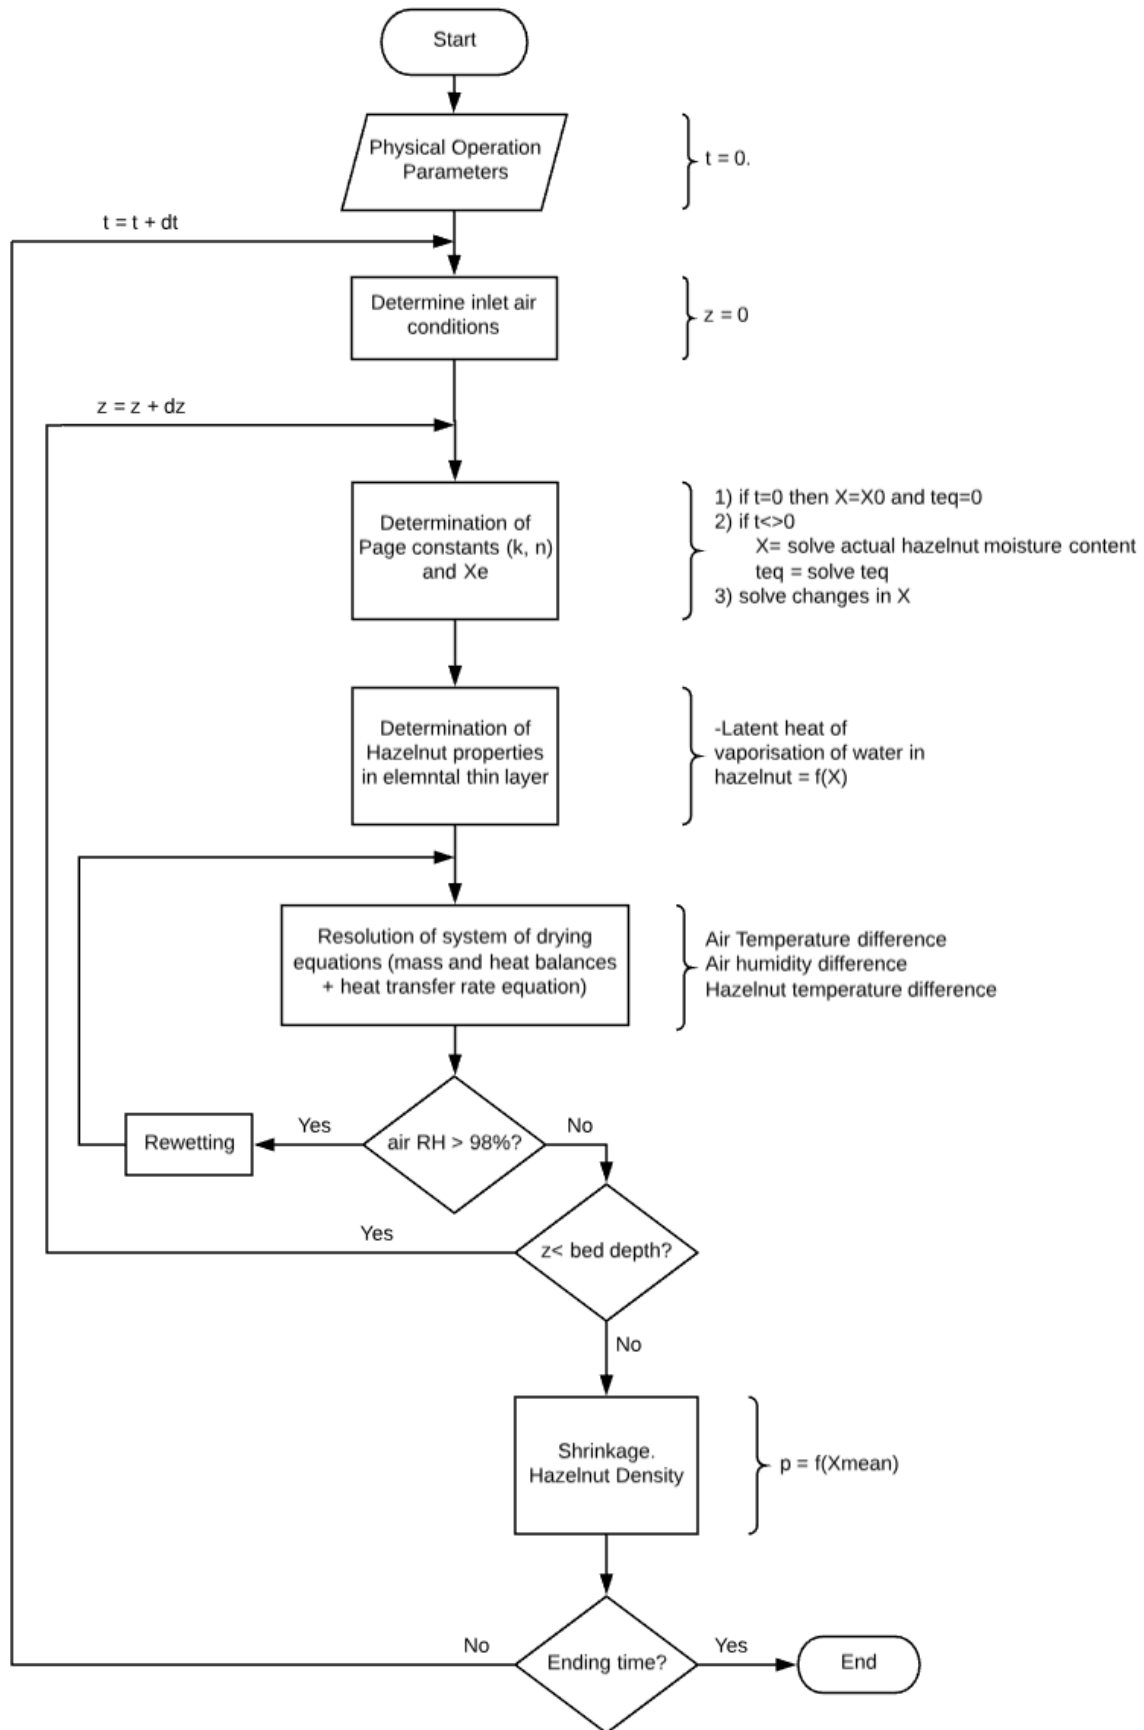 Start
Physical Operation
Parameters
t = 0.
t = t + dt
Determine inlet air
conditions
z = 0
z = z + dz
Determination of
Page constants (k, n)
and Xe
1) if t=0 then X=X0 and teq=0
2) if t<>0
X= solve actual hazelnut moisture content
teq = solve teq
3) solve changes in X
Determination of
Hazelnut properties
in elemntal thin layer
-Latent heat of
vaporisation of water in
hazelnut = f(X)
Resolution of system of drying
equations (mass and heat balances
+ heat transfer rate equation)
Air Temperature difference
Air humidity difference
Hazelnut temperature difference
Rewetting
Yes
air RH > 98%?
No
Yes
z< bed depth?
No
Shrinkage.
Hazelnut Density
p = f(Xmean)
No
Ending time?
Yes
End